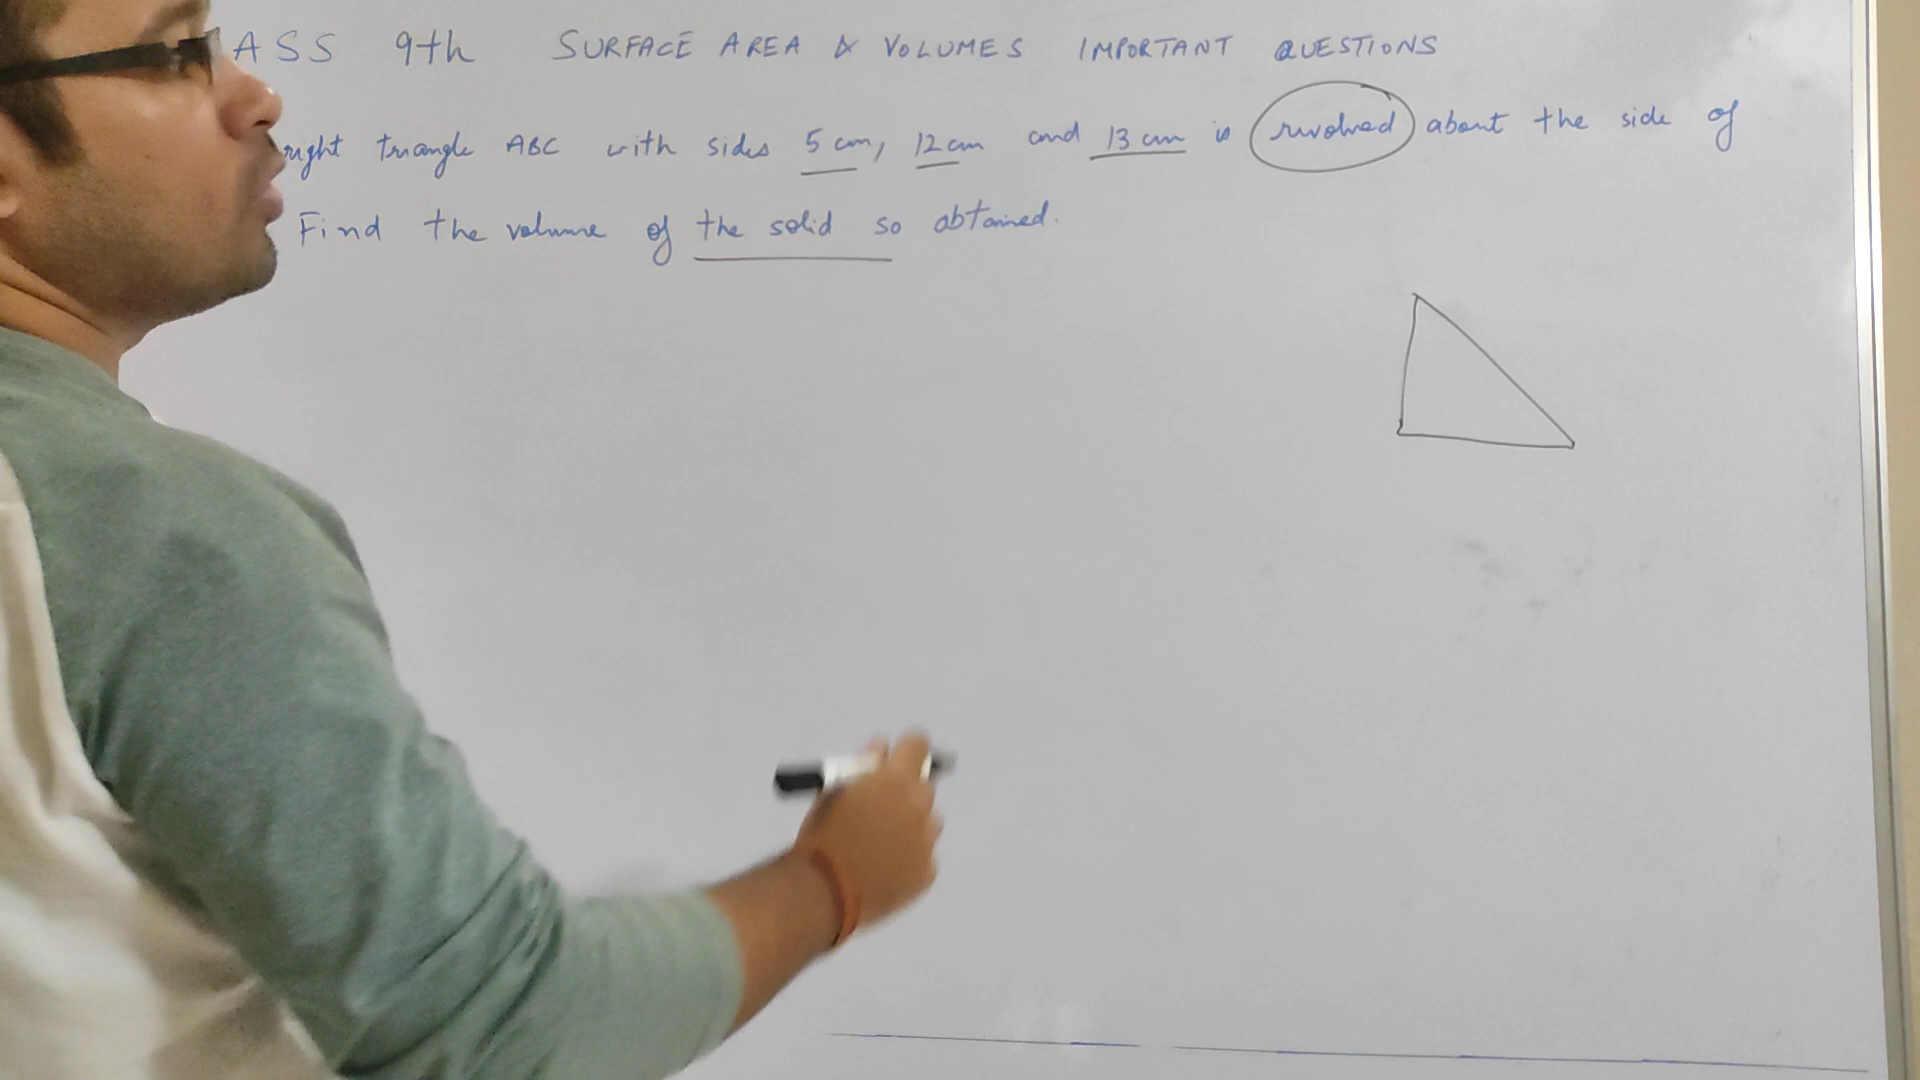 ASS 9th SURFACE AREA & VOLUMES IMPORTANT QUESTIONS
right triangle ABC with sides 5 cm, 12 cm and 13 cm is revolved about the side of
Find the volume of the solid so obtained.